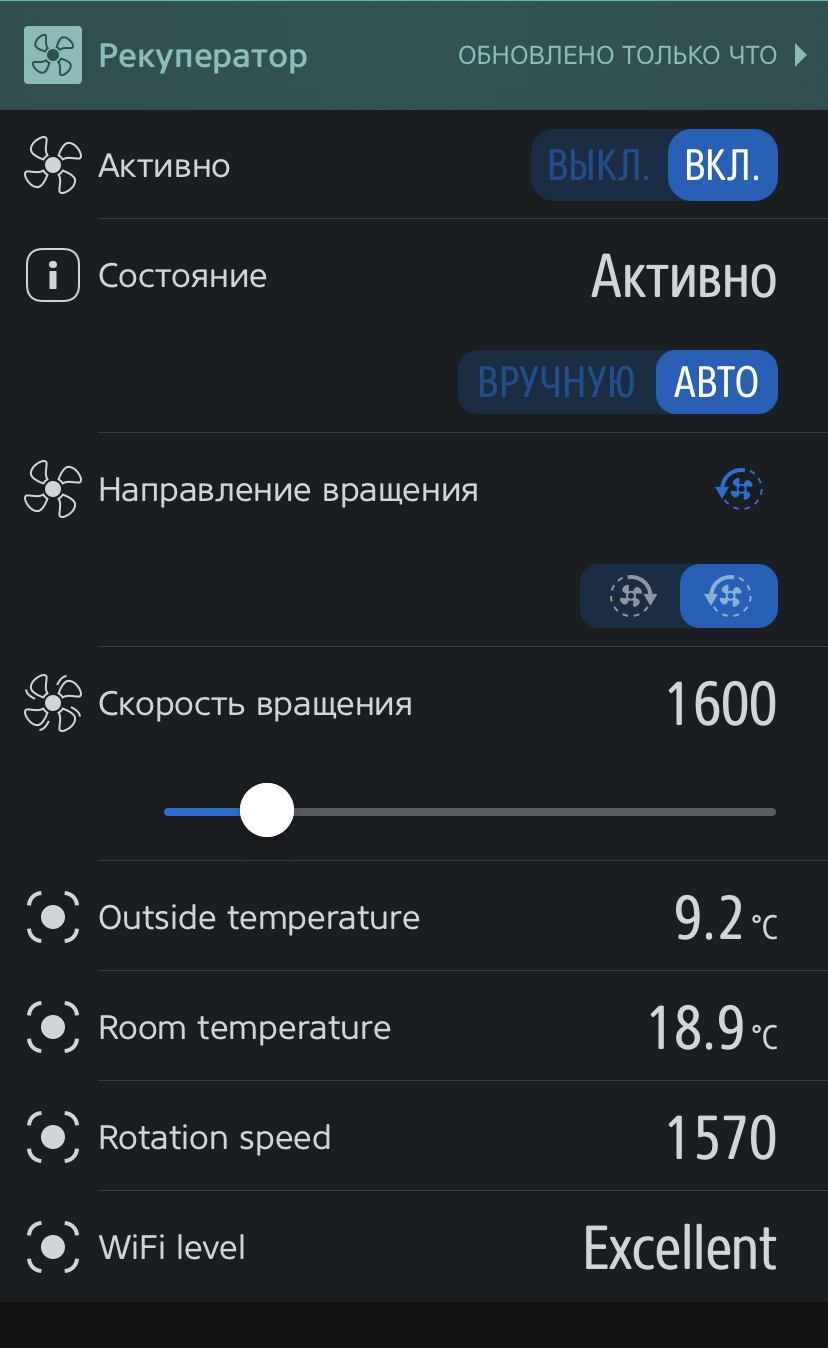 Рекуператор ОБНОВЛЕНО ТОЛЬКО ЧТО
Активно ВЫКЛ. ВКЛ.
Состояние Активно
ВРУЧНУЮ АВТО
Направление вращения
Скорость вращения 1600
Outside temperature 9.2 °C
Room temperature 18.9 °C
Rotation speed 1570
WiFi level Excellent